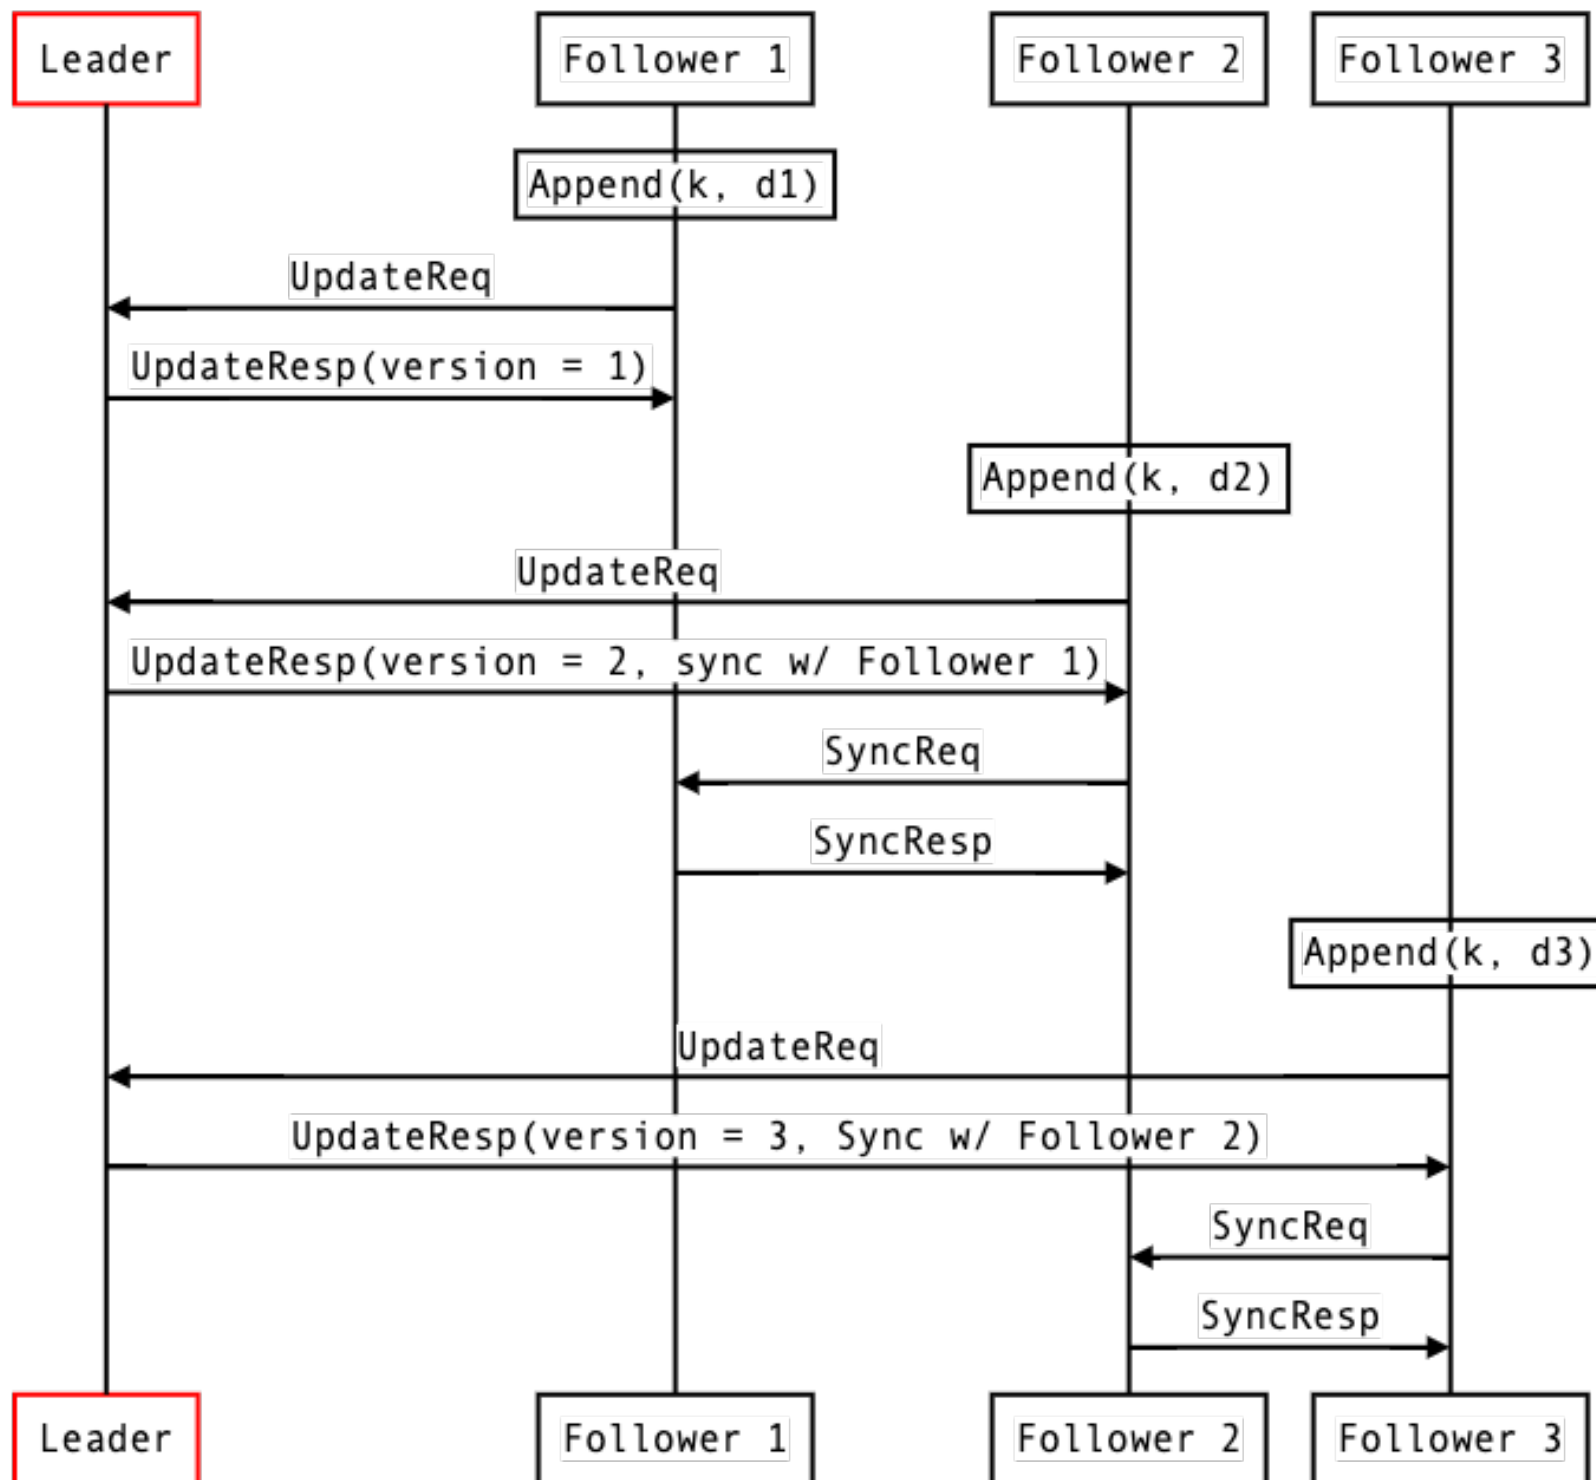 Leader
Follower 1
Follower 2
Follower 3
Append(k, d1)
UpdateReq
UpdateResp(version = 1)
Append(k, d2)
UpdateReq
UpdateResp(version = 2, sync w/ Follower 1)
SyncReq
SyncResp
Append(k, d3)
UpdateReq
UpdateResp(version = 3, Sync w/ Follower 2)
SyncReq
SyncResp
Leader
Follower 1
Follower 2
Follower 3